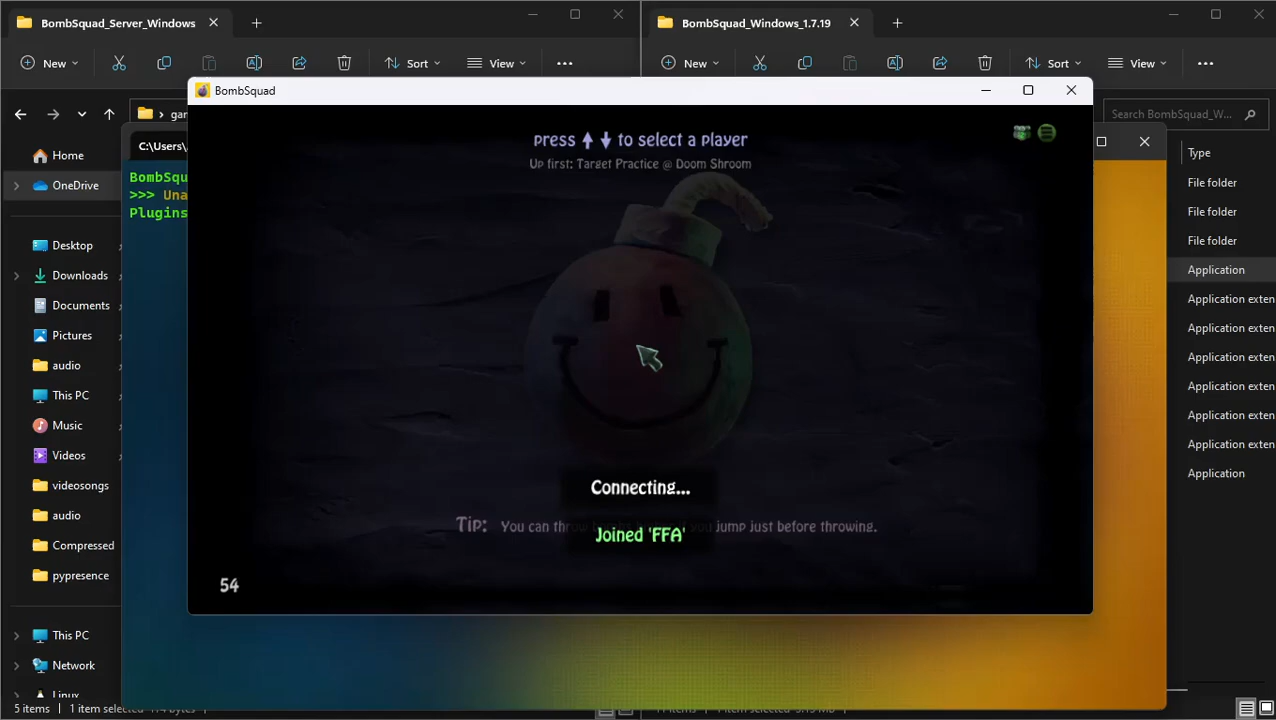 BombSquad_Server_Windows
BombSquad_Windows_1.7.19
New
Sort
View
New
Sort
View
BombSquad
Search BombSquad_W...
Home
OneDrive
Desktop
Downloads
Documents
Pictures
audio
This PC
Music
Videos
videosongs
audio
Compressed
pypresence
This PC
Network
Linux
C:\Users\
BombSqu
>>> Una
Plugins
press ⬆ ⬇ to select a player
Up first: Target Practice @ Doom Shroom
Connecting...
Tip: You can thr you jump just before throwing.
Joined 'FFA'
54
Type
File folder
File folder
File folder
Application
Application exten
Application exten
Application exten
Application exten
Application exten
Application exten
Application
5 items 1 item selected